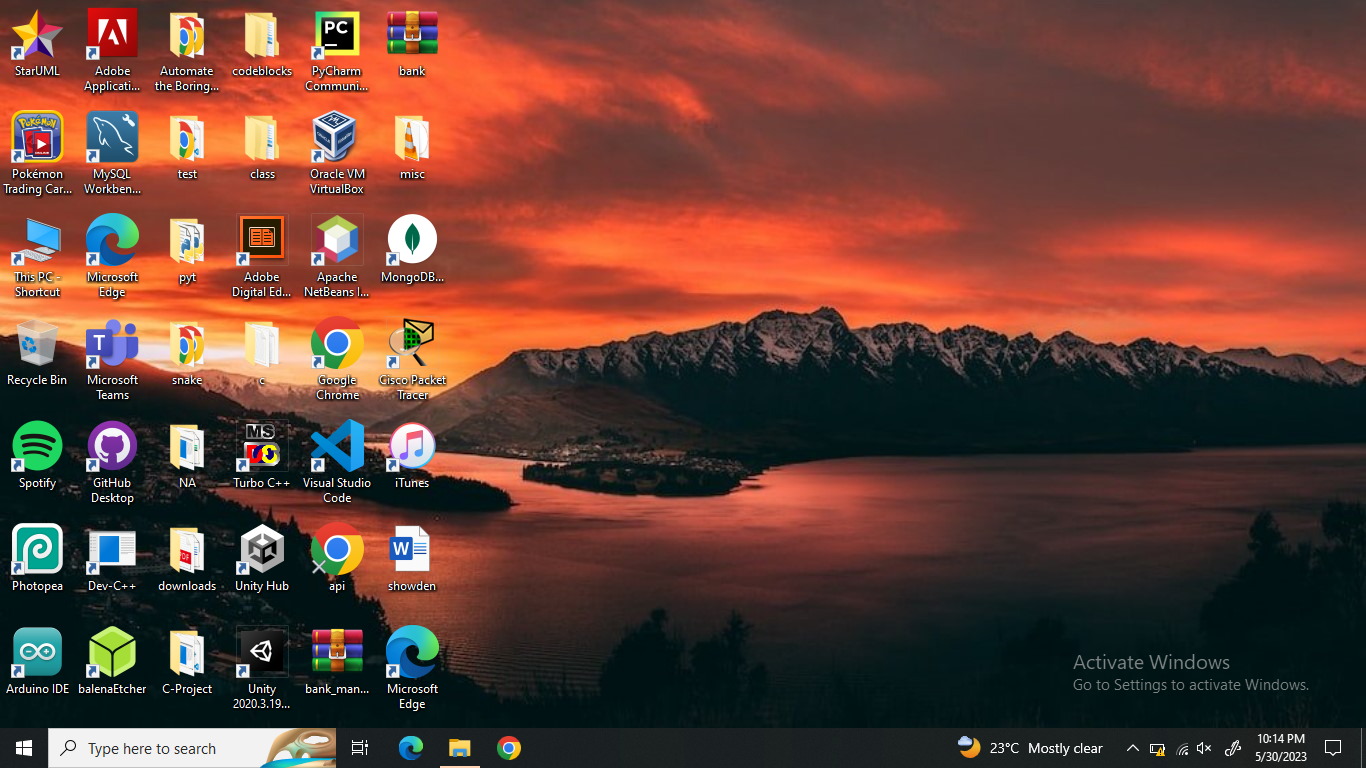 StarUML
Adobe
Applicati...
Automate
the Boring...
codeblocks
PC
PyCharm
Communi...
bank
Pokémon
Trading Car...
MySQL
Workben...
test
class
Oracle VM
VirtualBox
misc
This PC -
Shortcut
Microsoft
Edge
pyt
Adobe
Digital Ed...
Apache
NetBeans I...
MongoDB...
Recycle Bin
T
Microsoft
Teams
snake
c
Google
Chrome
Cisco Packet
Tracer
Spotify
GitHub
Desktop
NA
MS
Turbo C++
Visual Studio
Code
iTunes
Photopea
Dev-C++
PDF
downloads
Unity Hub
api
W
showden
Arduino IDE
balenaEtcher
C-Project
Unity
2020.3.19...
bank_man...
Microsoft
Edge
Activate Windows
Go to Settings to activate Windows.
Type here to search
23°C Mostly clear
10:14 PM
5/30/2023